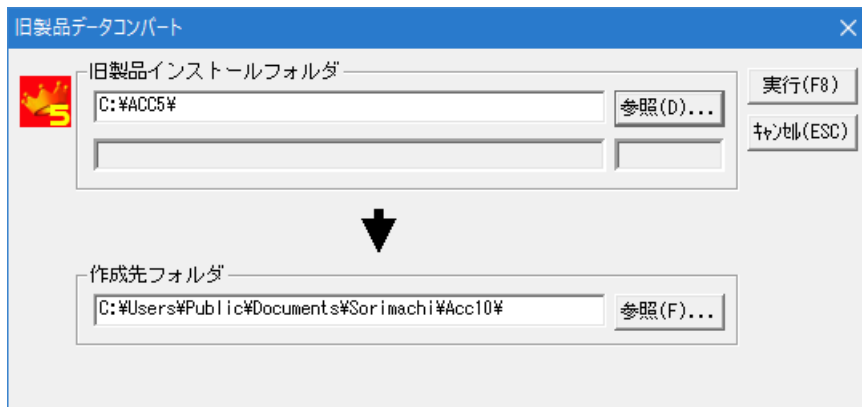 旧製品データコンバート
旧製品インストールフォルダ
C:¥ACC5¥
参照(D)...
実行(F8)
ｷｬﾝｾﾙ(ESC)
5
作成先フォルダ
C:¥Users¥Public¥Documents¥Sorimachi¥Acc10¥
参照(F)...